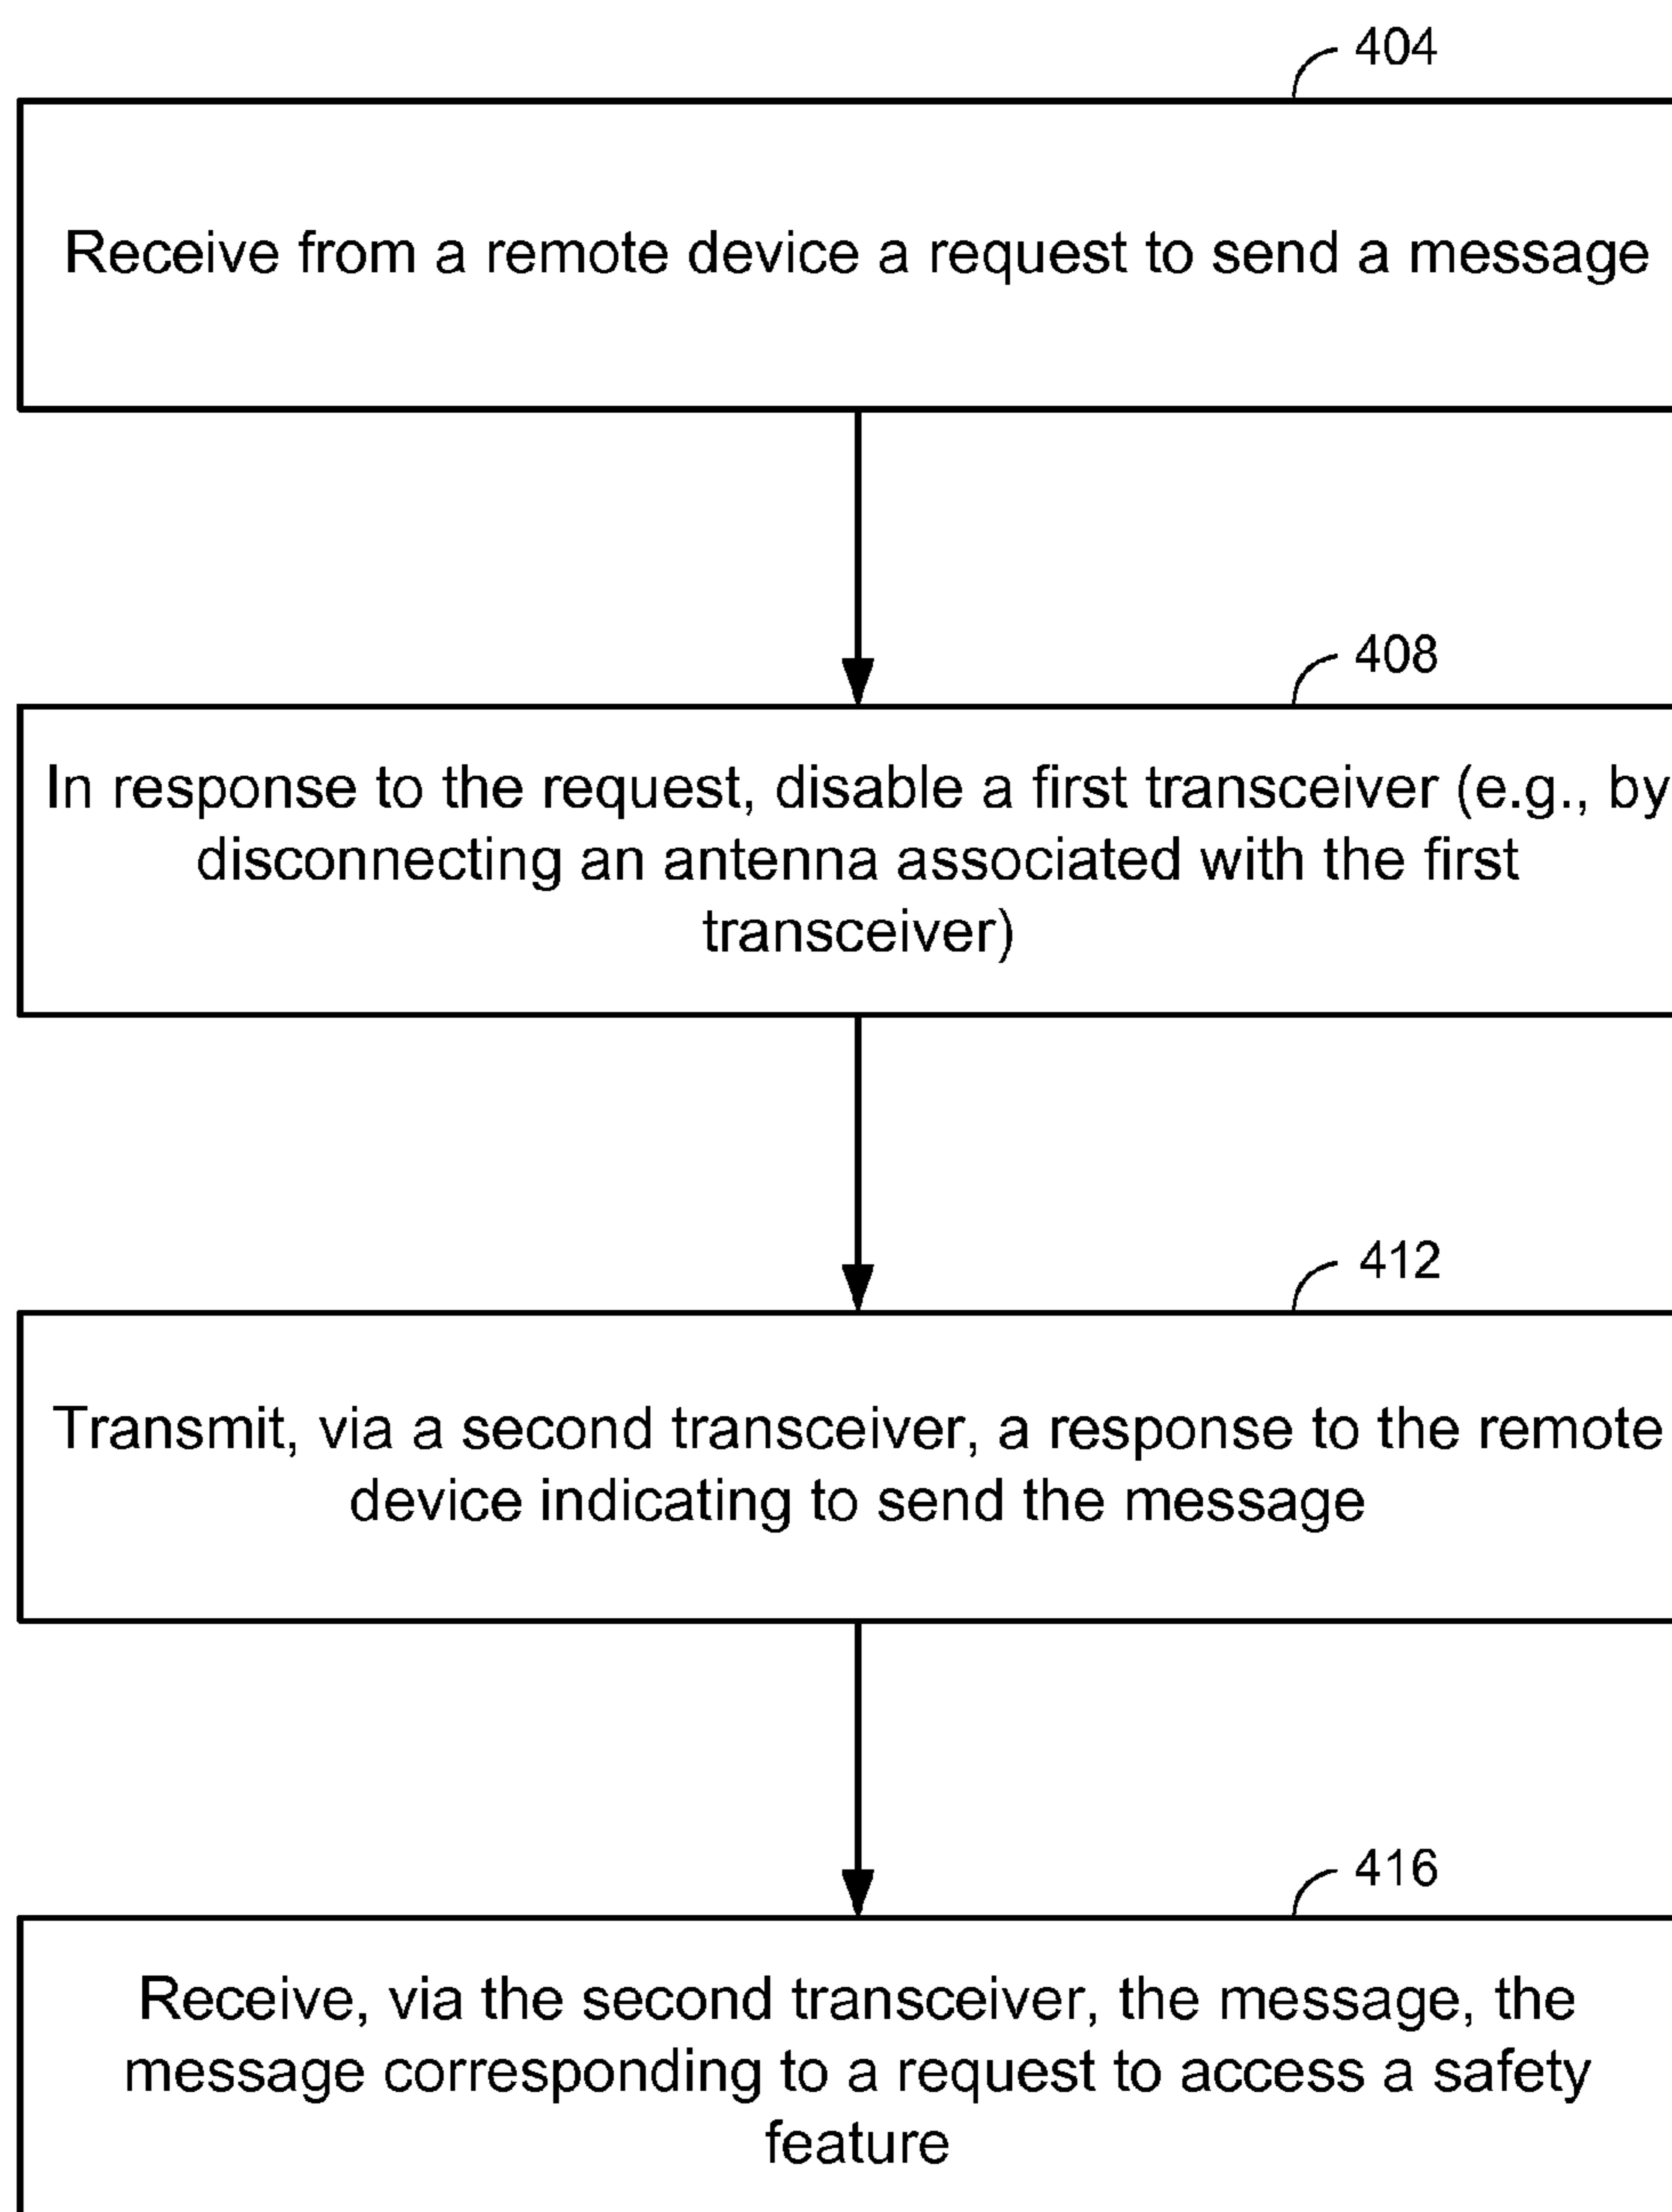 404
Receive from a remote device a request to send a message
408
In response to the request, disable a first transceiver (e.g., by
disconnecting an antenna associated with the first
transceiver)
412
Transmit, via a second transceiver, a response to the remote
device indicating to send the message
416
Receive, via the second transceiver, the message, the
message corresponding to a request to access a safety
feature